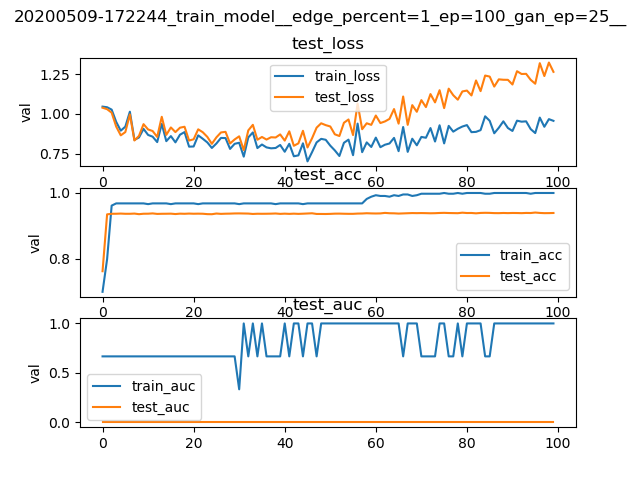 20200509-172244_train_model__edge_percent=1_ep=100_gan_ep=25__
test_loss
1.25
1.00
0.75
val
train_loss
test_loss
0 20 40 60 80 100
test_acc
1.0
0.8
val
train_acc
test_acc
0 20 40 60 80 100
test_auc
1.0
0.5
0.0
val
train_auc
test_auc
0 20 40 60 80 100